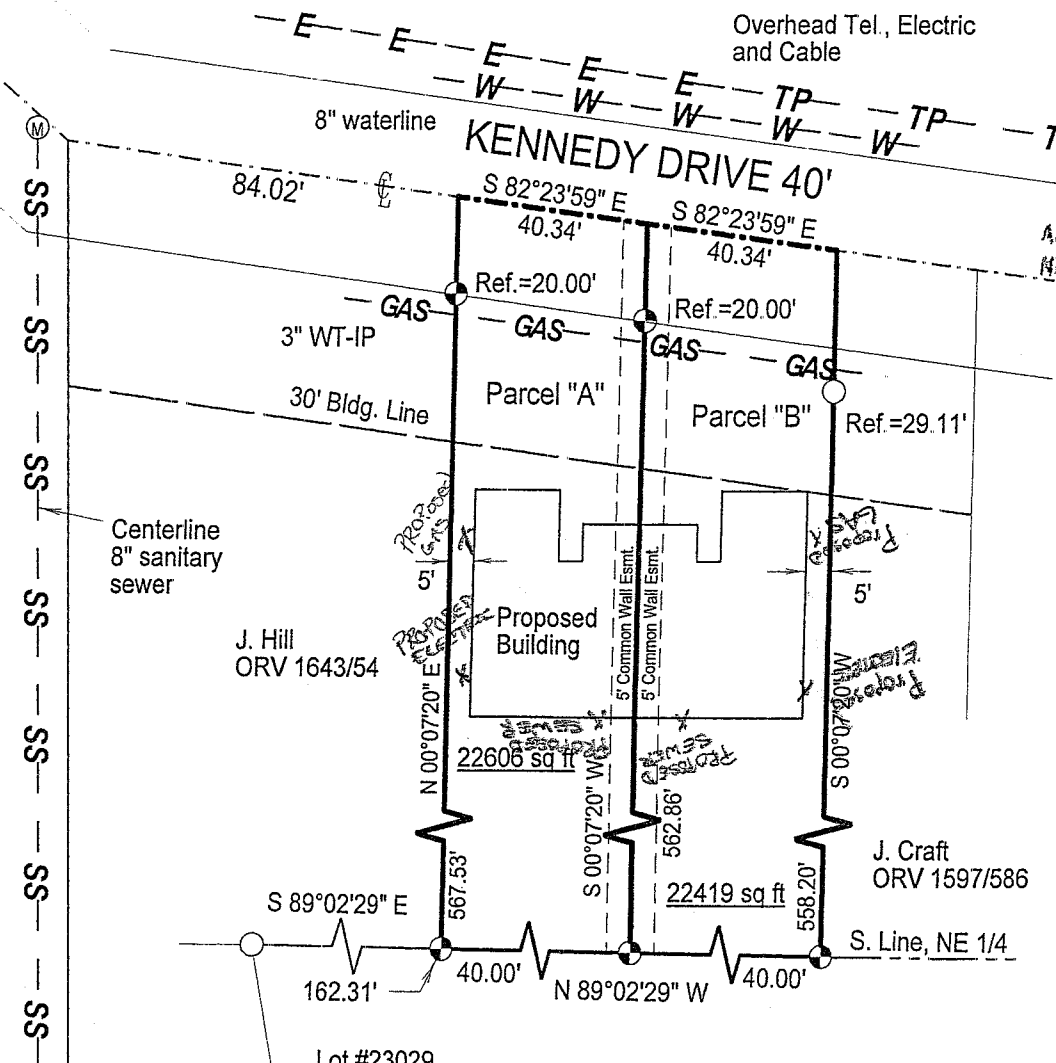 Overhead Tel., Electric
and Cable
E E E E E TP TP T
W W W W W
8" waterline
KENNEDY DRIVE 40'
M
84.02'
℄
S 82°23'59" E
40.34'
S 82°23'59" E
40.34'
Ref.=20.00'
Ref.=20.00'
GAS GAS GAS GAS
3" WT-IP
Parcel "A"
30' Bldg. Line
Parcel "B"
Ref.=29.11'
SS
SS
SS
SS
SS
SS
SS
Centerline
8" sanitary
sewer
PROPOSED
GAS
X
5'
Proposed
GAS
X
5'
Proposed
Building
5' Common Wall Esmt.
5' Common Wall Esmt.
PROPOSED
ELECTRIC
X
Proposed
ELECTRIC
X
J. Hill
ORV 1643/54
N 00°07'20" E
567.53'
PROPOSED
SEWER
X
PROPOSED
SEWER
X
22606 sq ft
S 00°07'20" W
562.86'
S 00°07'20" W
558.20'
22419 sq ft
J. Craft
ORV 1597/586
S 89°02'29" E
162.31'
40.00'
N 89°02'29" W
40.00'
S. Line, NE 1/4
Lot #23029